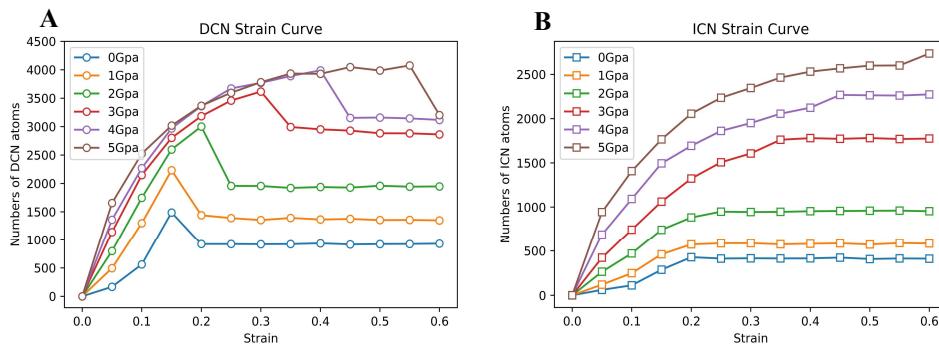 A
DCN Strain Curve
Numbers of DCN atoms
4500
4000
3500
3000
2500
2000
1500
1000
500
0
0Gpa
1Gpa
2Gpa
3Gpa
4Gpa
5Gpa
0.0 0.1 0.2 0.3 0.4 0.5 0.6
Strain
B
ICN Strain Curve
Numbers of ICN atoms
2500
2000
1500
1000
500
0
0Gpa
1Gpa
2Gpa
3Gpa
4Gpa
5Gpa
0.0 0.1 0.2 0.3 0.4 0.5 0.6
Strain